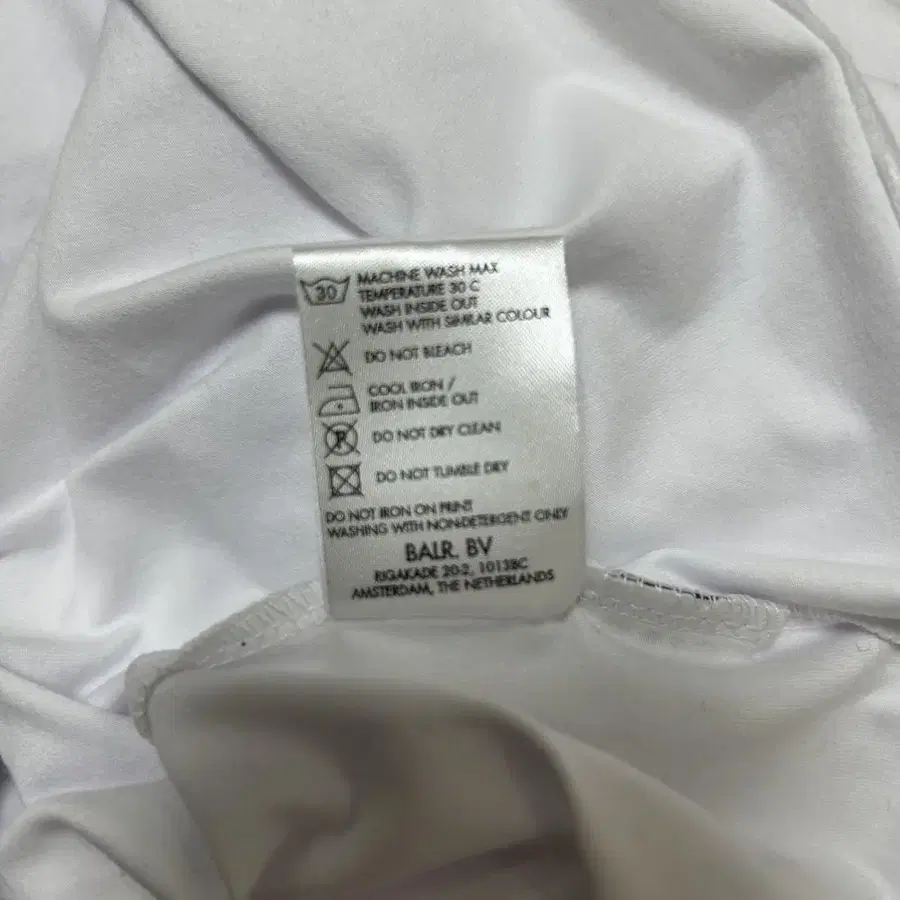 30
MACHINE WASH MAX
TEMPERATURE 30 C
WASH INSIDE OUT
WASH WITH SIMILAR COLOUR
DO NOT BLEACH
COOL IRON /
IRON INSIDE OUT
P
DO NOT DRY CLEAN
DO NOT TUMBLE DRY
DO NOT IRON ON PRINT
WASHING WITH NON-DETERGENT ONLY
BALR. BV
RIGAKADE 20-2, 1013BC
AMSTERDAM, THE NETHERLANDS